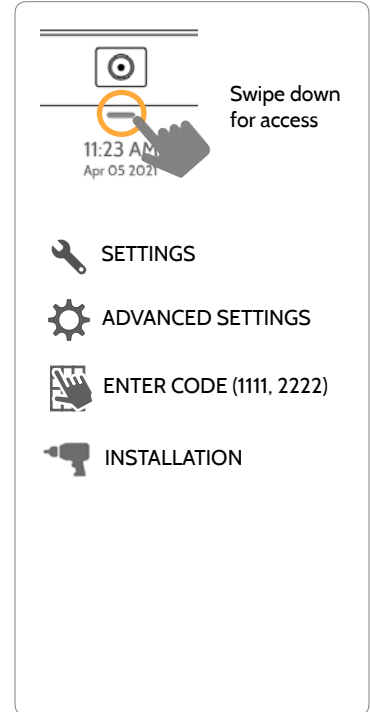 Swipe down
for access
11:23 AM
Apr 05 2021
SETTINGS
ADVANCED SETTINGS
ENTER CODE (1111, 2222)
INSTALLATION